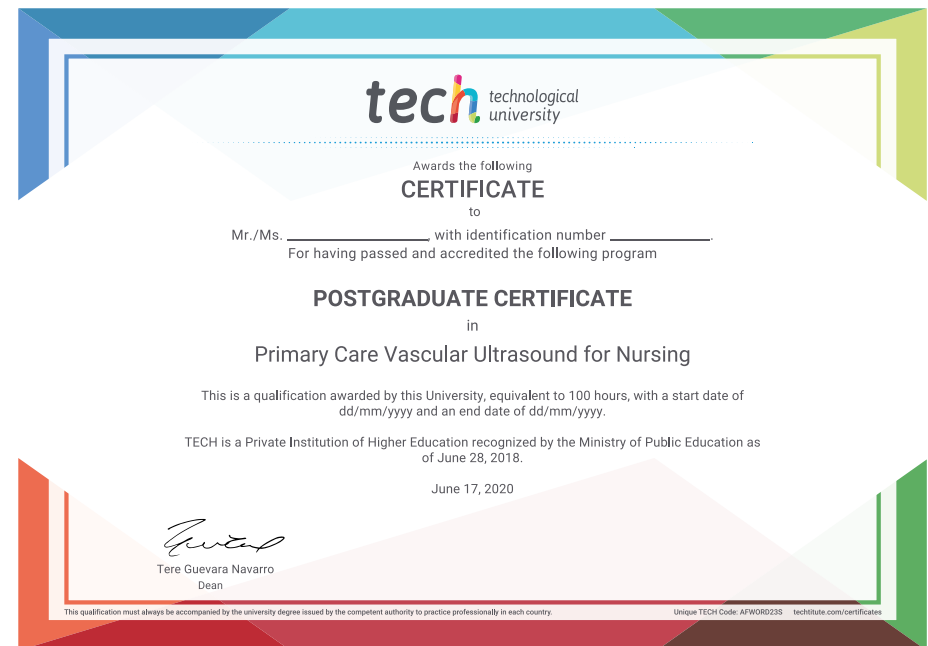 tech technological
university
Awards the following
CERTIFICATE
to
Mr./Ms. ____________________, with identification number ______________.
For having passed and accredited the following program
POSTGRADUATE CERTIFICATE
in
Primary Care Vascular Ultrasound for Nursing
This is a qualification awarded by this University, equivalent to 100 hours, with a start date of
dd/mm/yyyy and an end date of dd/mm/yyyy.
TECH is a Private Institution of Higher Education recognized by the Ministry of Public Education as
of June 28, 2018.
June 17, 2020
Tere Guevara Navarro
Dean
This qualification must always be accompanied by the university degree issued by the competent authority to practice professionally in each country.
Unique TECH Code: AFWORD23S techtitute.com/certificates